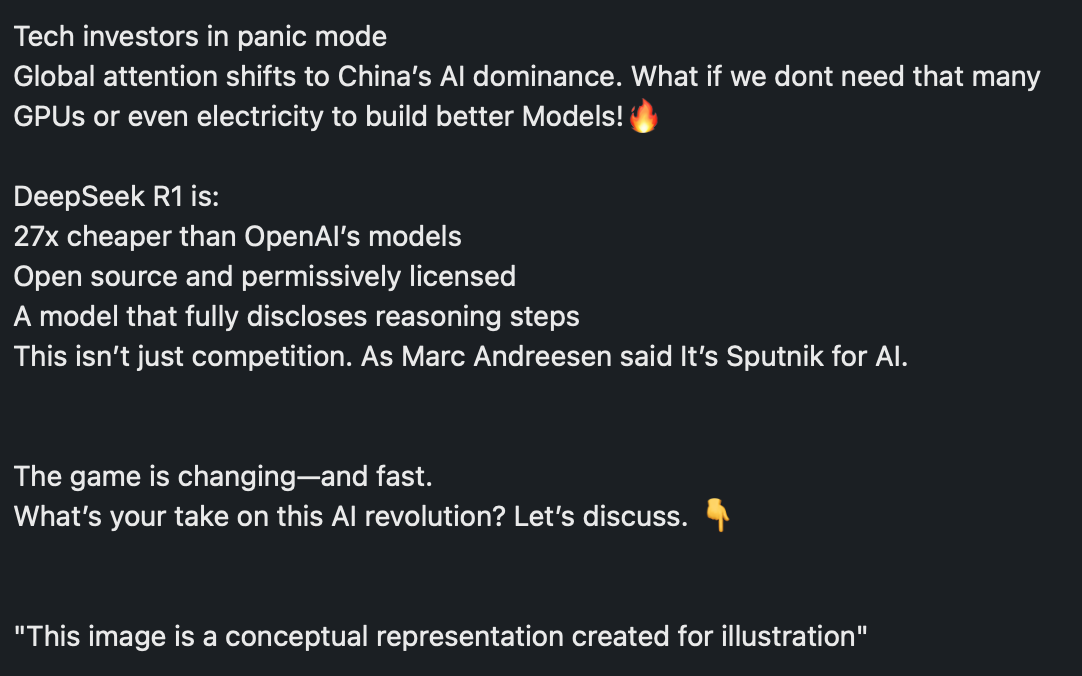 Tech investors in panic mode
Global attention shifts to China’s AI dominance. What if we dont need that many
GPUs or even electricity to build better Models!🔥
DeepSeek R1 is:
27x cheaper than OpenAI’s models
Open source and permissively licensed
A model that fully discloses reasoning steps
This isn’t just competition. As Marc Andreesen said It’s Sputnik for AI.
The game is changing—and fast.
What’s your take on this AI revolution? Let’s discuss. 👇
"This image is a conceptual representation created for illustration"